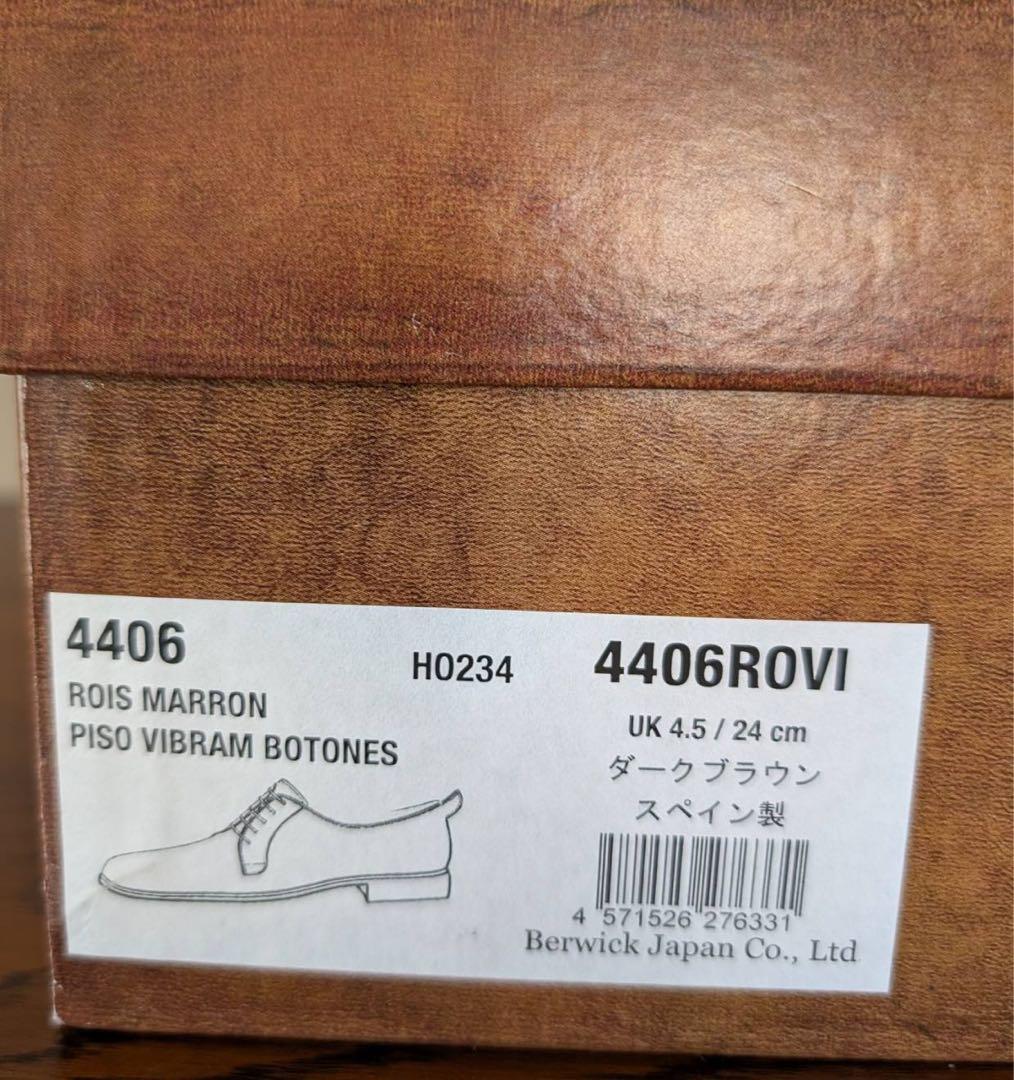 4406
ROIS MARRON
PISO VIBRAM BOTONES
HO234
4406ROVI
UK 4.5 / 24 cm
ダークブラウン
スペイン製
4 571526 276331
Berwick Japan Co., Ltd